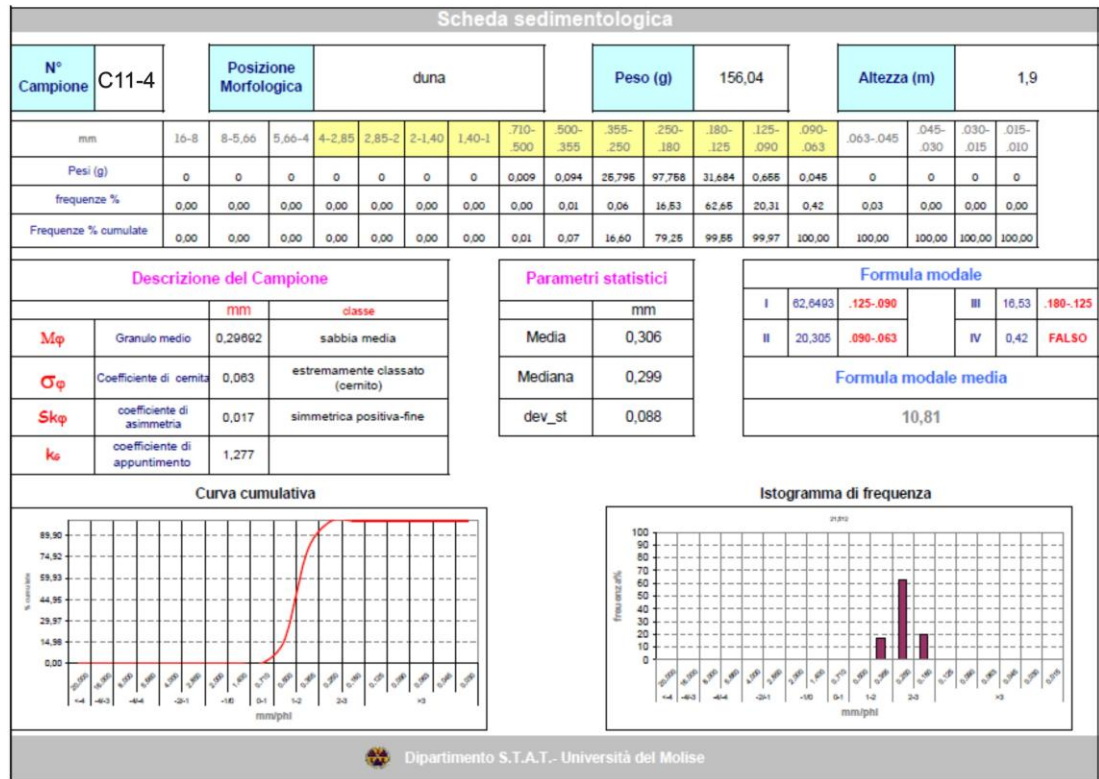 Scheda sedimentologica
N° Campione C11-4 Posizione Morfologica duna Peso (g) 156,04 Altezza (m) 1,9
mm 16-8 8-5,66 5,66-4 4-2,85 2,85-2 2-1,40 1,40-1 .710-.500 .500-.355 .355-.250 .250-.180 .180-.125 .125-.090 .090-.063 .063-.045 .045-.030 .030-.015 .015-.010
Pesi (g) 0 0 0 0 0 0 0 0,009 0,094 25,795 97,758 31,684 0,655 0,045 0 0 0 0
frequenze % 0,00 0,00 0,00 0,00 0,00 0,00 0,00 0,00 0,01 0,06 16,53 62,65 20,31 0,42 0,03 0,00 0,00 0,00
Frequenze % cumulate 0,00 0,00 0,00 0,00 0,00 0,00 0,00 0,01 0,07 16,60 79,25 99,55 99,97 100,00 100,00 100,00 100,00 100,00
Descrizione del Campione
mm classe
Mφ Granulo medio 0,29692 sabbia media
σφ Coefficiente di cernita 0,063 estremamente classato (cernito)
Skφ coefficiente di asimmetria 0,017 simmetrica positiva-fine
coefficiente di appuntimento 1,277
Parametri statistici
mm
Media 0,306
Mediana 0,299
dev_st 0,088
Formula modale
I 62,6493 .125-.090 III 16,53 .180-.125
II 20,305 .090-.063 IV 0,42 FALSO
Formula modale media
10,81
Curva cumulativa
% cumulate
89,90
74,92
59,93
44,95
29,97
14,98
0,00
mm/phi
Istogramma di frequenza
frequenza%
100
90
80
70
60
50
40
30
20
10
0
mm/phi
Dipartimento S.T.A.T.- Università del Molise